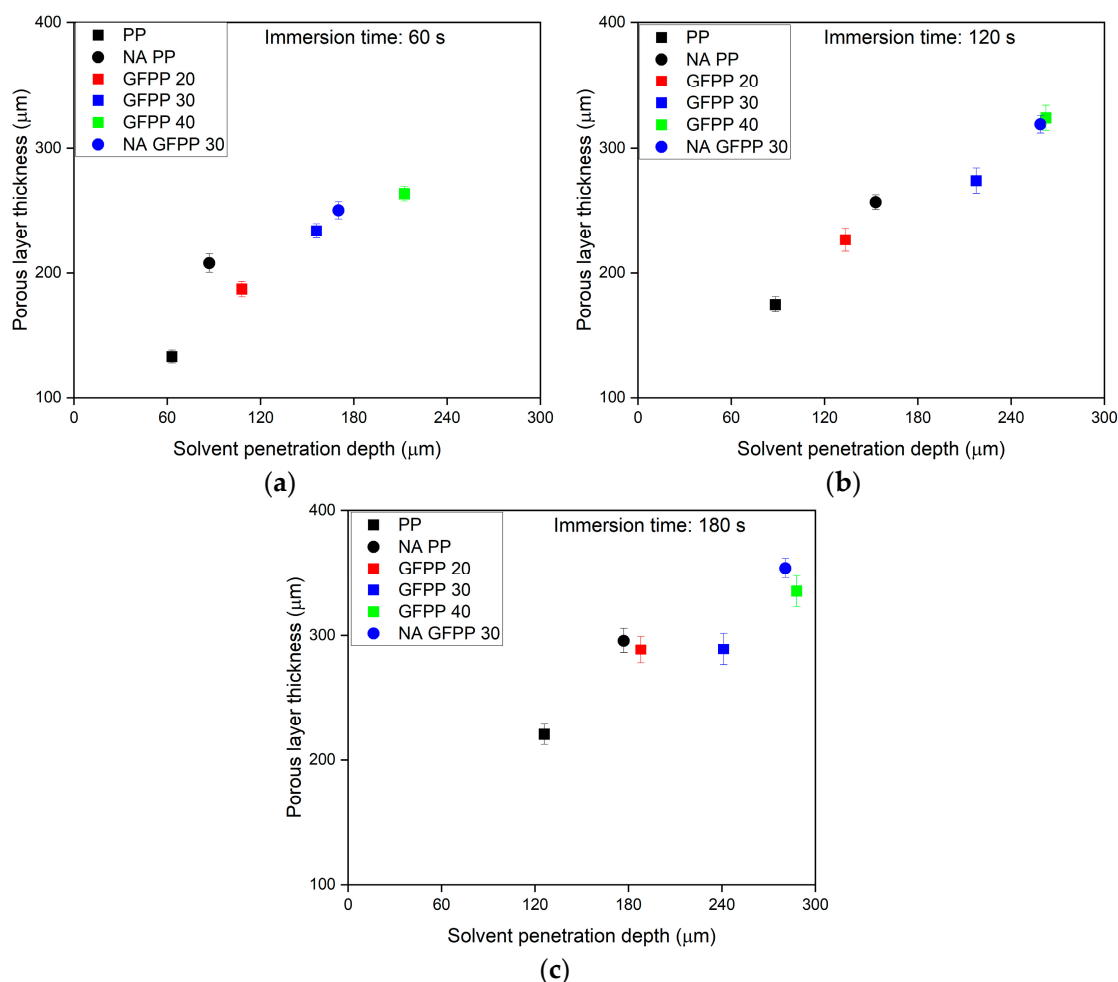 400
300
200
100
Porous layer thickness (μm)
Immersion time: 60 s
PP
NA PP
GFPP 20
GFPP 30
GFPP 40
NA GFPP 30
0
60
120
180
240
300
Solvent penetration depth (μm)
(a)
400
300
200
100
Porous layer thickness (μm)
Immersion time: 120 s
PP
NA PP
GFPP 20
GFPP 30
GFPP 40
NA GFPP 30
0
60
120
180
240
300
Solvent penetration depth (μm)
(b)
400
300
200
100
Porous layer thickness (μm)
Immersion time: 180 s
PP
NA PP
GFPP 20
GFPP 30
GFPP 40
NA GFPP 30
0
60
120
180
240
300
Solvent penetration depth (μm)
(c)